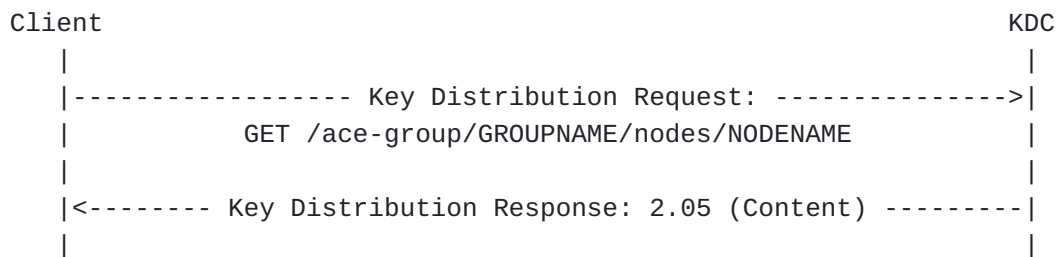 Client KDC
|------------------ Key Distribution Request: --------------->|
| GET /ace-group/GROUPNAME/nodes/NODENAME |
|<-------- Key Distribution Response: 2.05 (Content) ---------|